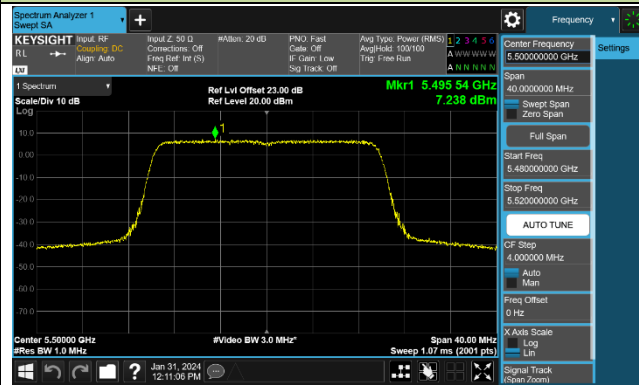 Spectrum Analyzer 1
Swept SA
Frequency
KEYSIGHT
RL
LXI
Input: RF
Coupling: DC
Align: Auto
Input Z: 50 Ω
Corrections: Off
Freq Ref: Int (S)
NFE: Off
#Atten: 20 dB
PNO: Fast
Gate: Off
IF Gain: Low
Sig Track: Off
Avg Type: Power (RMS)
Avg|Hold: 100/100
Trig: Free Run
1 2 3 4 5 6
A W W W W W
A N N N N N
1 Spectrum
Scale/Div 10 dB
Log
Ref Lvl Offset 23.00 dB
Ref Level 20.00 dBm
Mkr1 5.495 54 GHz
7.238 dBm
1
10.0
0.00
-10.0
-20.0
-30.0
-40.0
-50.0
-60.0
-70.0
Center 5.50000 GHz
#Res BW 1.0 MHz
#Video BW 3.0 MHz*
Span 40.00 MHz
Sweep 1.07 ms (2001 pts)
Jan 31, 2024
12:11:06 PM
Center Frequency
5.500000000 GHz
Settings
Span
40.0000000 MHz
Swept Span
Zero Span
Full Span
Start Freq
5.480000000 GHz
Stop Freq
5.520000000 GHz
AUTO TUNE
CF Step
4.000000 MHz
Auto
Man
Freq Offset
0 Hz
X Axis Scale
Log
Lin
Signal Track
(Span Zoom)